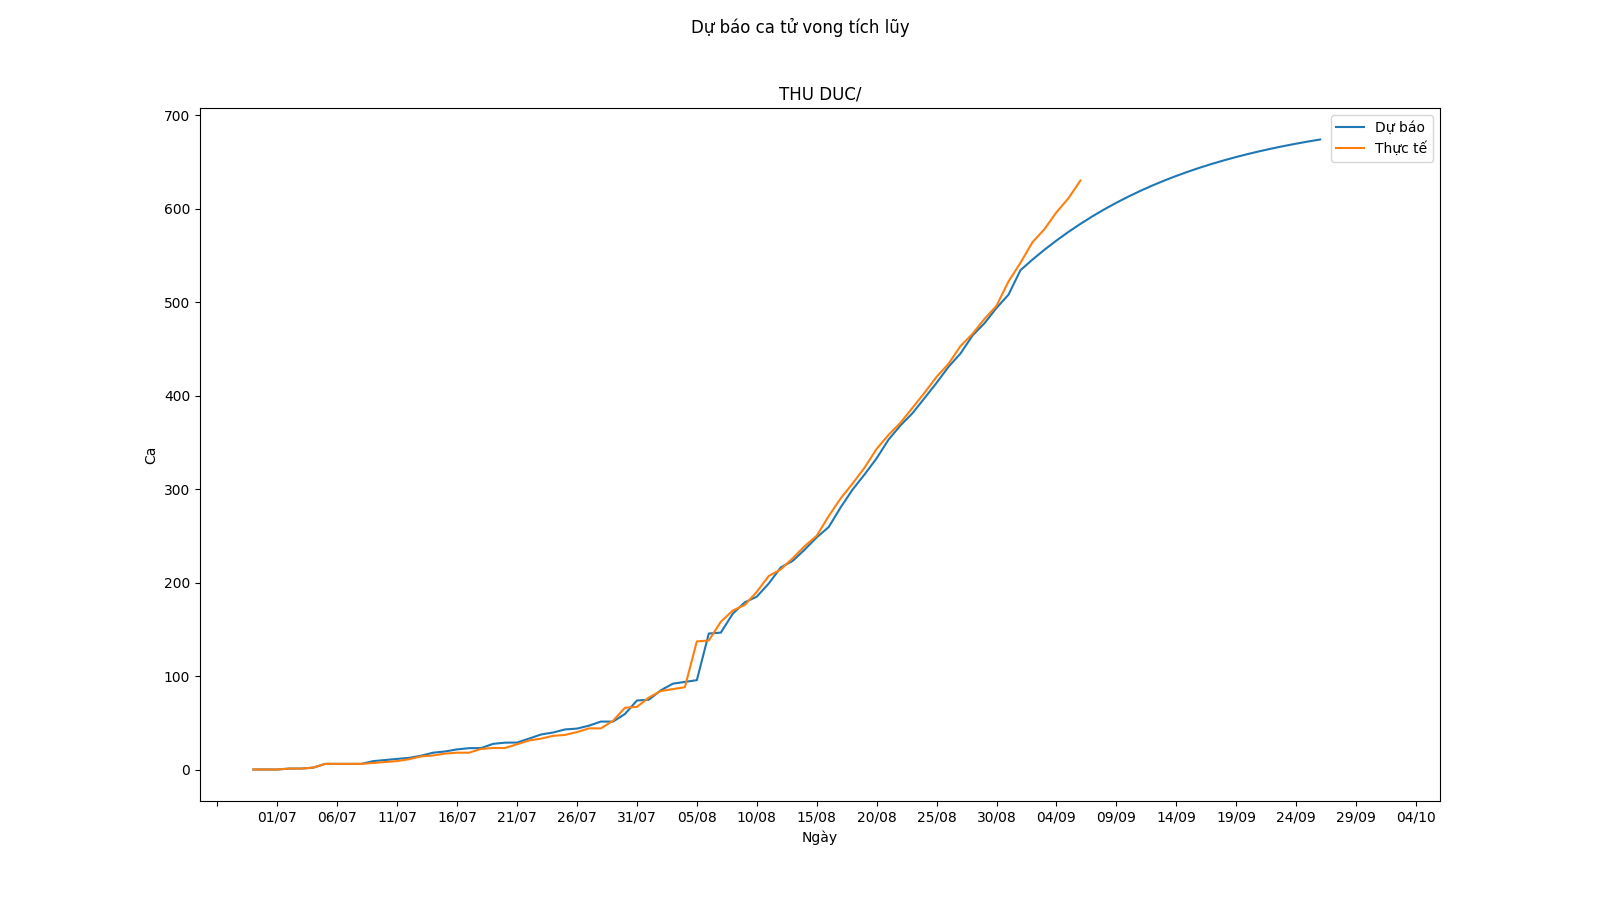 Dự báo ca tử vong tích lũy
THU DUC/
700
600
500
400
300
200
100
0
Ca
Dự báo
Thực tế
01/07 06/07 11/07 16/07 21/07 26/07 31/07 05/08 10/08 15/08 20/08 25/08 30/08 04/09 09/09 14/09 19/09 24/09 29/09 04/10
Ngày